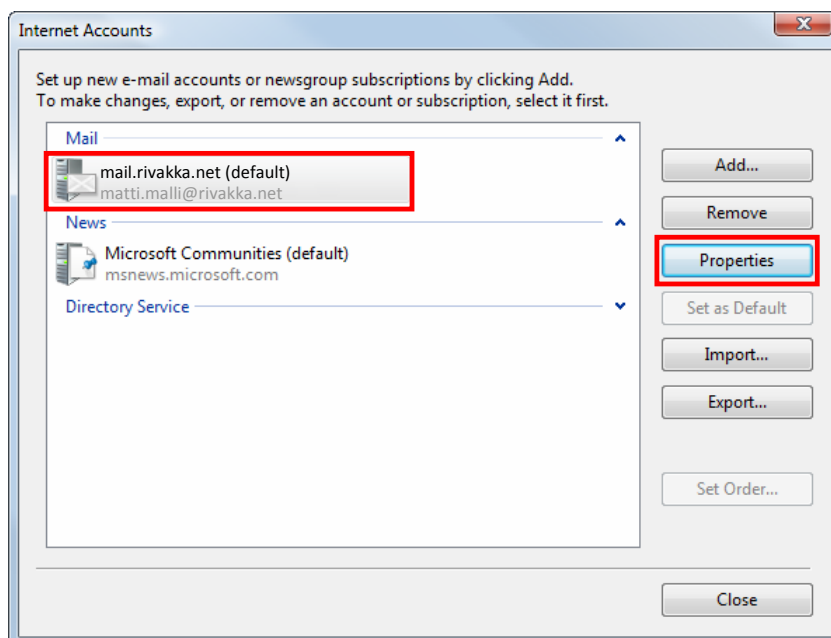 Internet Accounts
Set up new e-mail accounts or newsgroup subscriptions by clicking Add.
To make changes, export, or remove an account or subscription, select it first.
Mail
mail.rivakka.net (default)
matti.malli@rivakka.net
News
Microsoft Communities (default)
msnews.microsoft.com
Directory Service
Add...
Remove
Properties
Set as Default
Import...
Export...
Set Order...
Close